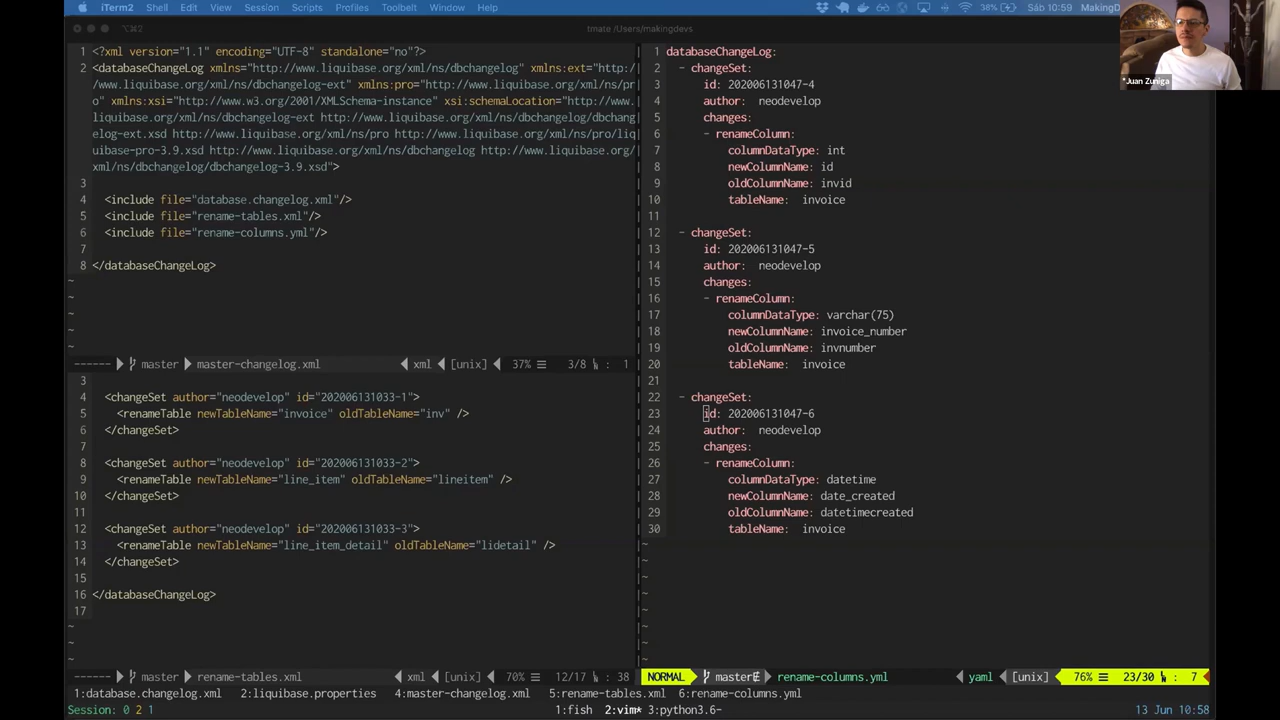 iTerm2 Shell Edit View Session Scripts Profiles Toolbelt Window Help 38% Sáb 10:59 MakingD
⌥⌘2 tmate /Users/makingdevs
*Juan Zuniga
1 <?xml version="1.1" encoding="UTF-8" standalone="no"?>
2 <databaseChangeLog xmlns="http://www.liquibase.org/xml/ns/dbchangelog" xmlns:ext="http:/
/www.liquibase.org/xml/ns/dbchangelog-ext" xmlns:pro="http://www.liquibase.org/xml/ns/pr
o" xmlns:xsi="http://www.w3.org/2001/XMLSchema-instance" xsi:schemaLocation="http://www.
liquibase.org/xml/ns/dbchangelog-ext http://www.liquibase.org/xml/ns/dbchangelog/dbchang
elog-ext.xsd http://www.liquibase.org/xml/ns/pro http://www.liquibase.org/xml/ns/pro/liq
uibase-pro-3.9.xsd http://www.liquibase.org/xml/ns/dbchangelog http://www.liquibase.org/
xml/ns/dbchangelog/dbchangelog-3.9.xsd">
3
4 <include file="database.changelog.xml"/>
5 <include file="rename-tables.xml"/>
6 <include file="rename-columns.yml"/>
7
8 </databaseChangeLog>
~
~
~
~
~
------ master master-changelog.xml xml [unix] 37% ☰ 3/8 : 1
3
4 <changeSet author="neodevelop" id="202006131033-1">
5 <renameTable newTableName="invoice" oldTableName="inv" />
6 </changeSet>
7
8 <changeSet author="neodevelop" id="202006131033-2">
9 <renameTable newTableName="line_item" oldTableName="lineitem" />
10 </changeSet>
11
12 <changeSet author="neodevelop" id="202006131033-3">
13 <renameTable newTableName="line_item_detail" oldTableName="lidetail" />
14 </changeSet>
15
16 </databaseChangeLog>
17
~
~
~
------ master rename-tables.xml xml [unix] 70% ☰ 12/17 : 38
1 databaseChangeLog:
2 - changeSet:
3 id: 202006131047-4
4 author: neodevelop
5 changes:
6 - renameColumn:
7 columnDataType: int
8 newColumnName: id
9 oldColumnName: invid
10 tableName: invoice
11
12 - changeSet:
13 id: 202006131047-5
14 author: neodevelop
15 changes:
16 - renameColumn:
17 columnDataType: varchar(75)
18 newColumnName: invoice_number
19 oldColumnName: invnumber
20 tableName: invoice
21
22 - changeSet:
23 id: 202006131047-6
24 author: neodevelop
25 changes:
26 - renameColumn:
27 columnDataType: datetime
28 newColumnName: date_created
29 oldColumnName: datetimecreated
30 tableName: invoice
~
~
~
~
~
~
~
~
NORMAL master rename-columns.yml yaml [unix] 76% ☰ 23/30 : 7
1:database.changelog.xml 2:liquibase.properties 4:master-changelog.xml 5:rename-tables.xml 6:rename-columns.yml
Session: 0 2 1 1:fish 2:vim* 3:python3.6- 13 Jun 10:58